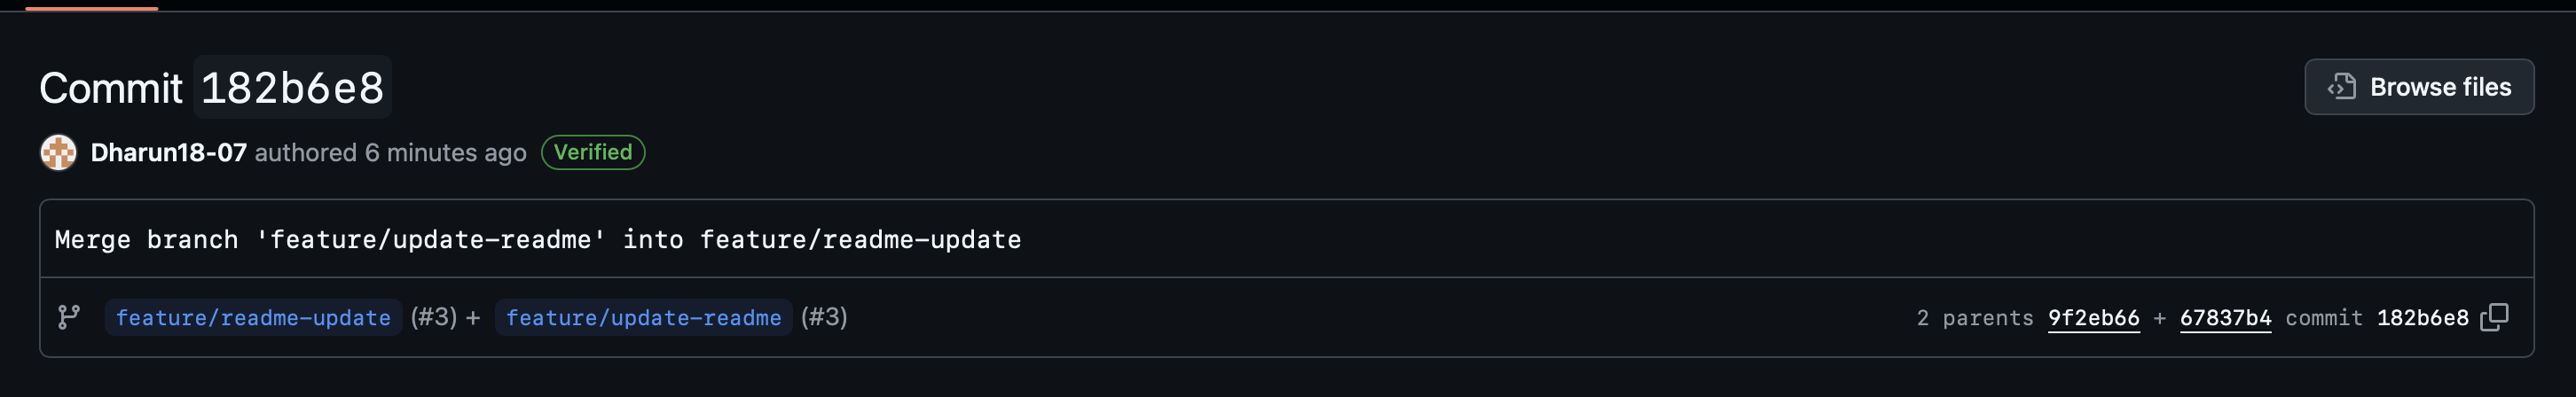 Commit 182b6e8
Browse files
Dharun18-07 authored 6 minutes ago Verified
Merge branch 'feature/update-readme' into feature/readme-update
feature/readme-update (#3) + feature/update-readme (#3)
2 parents 9f2eb66 + 67837b4 commit 182b6e8